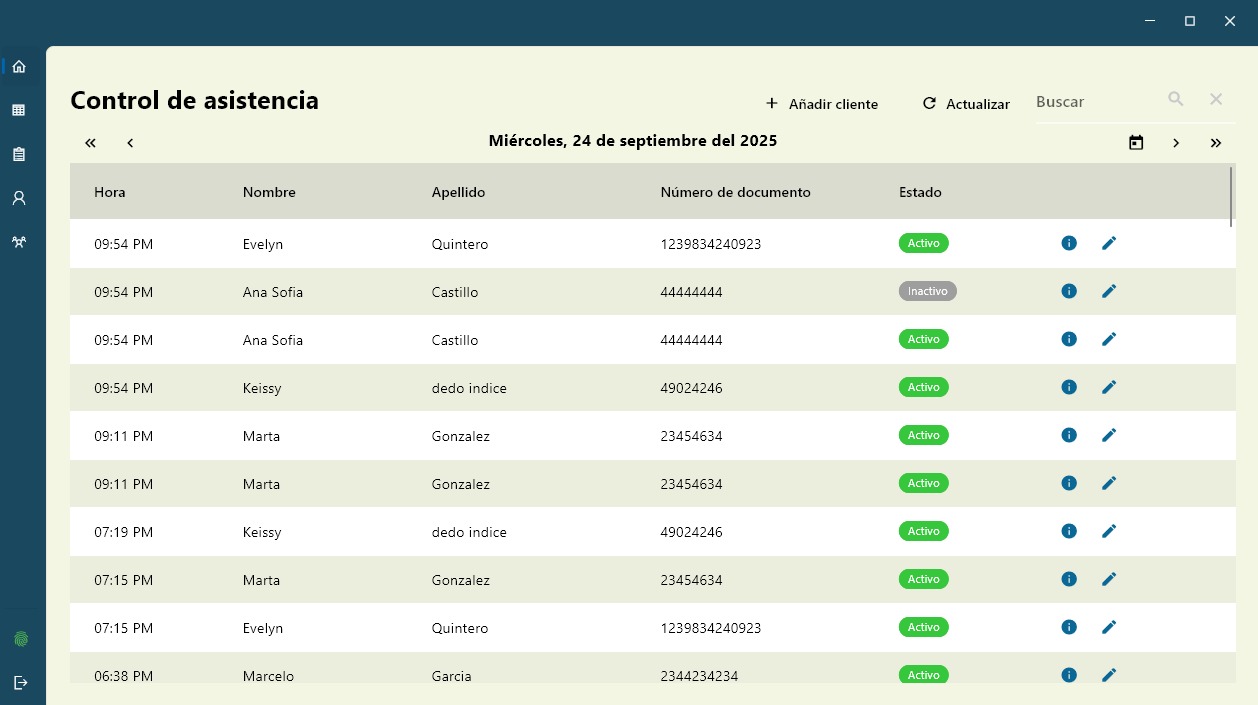 Control de asistencia
Añadir cliente Actualizar Buscar
Miércoles, 24 de septiembre del 2025
Hora Nombre Apellido Número de documento Estado
09:54 PM Evelyn Quintero 1239834240923 Activo
09:54 PM Ana Sofia Castillo 44444444 Inactivo
09:54 PM Ana Sofia Castillo 44444444 Activo
09:54 PM Keissy dedo indice 49024246 Activo
09:11 PM Marta Gonzalez 23454634 Activo
09:11 PM Marta Gonzalez 23454634 Activo
07:19 PM Keissy dedo indice 49024246 Activo
07:15 PM Marta Gonzalez 23454634 Activo
07:15 PM Evelyn Quintero 1239834240923 Activo
06:38 PM Marcelo Garcia 2344234234 Activo